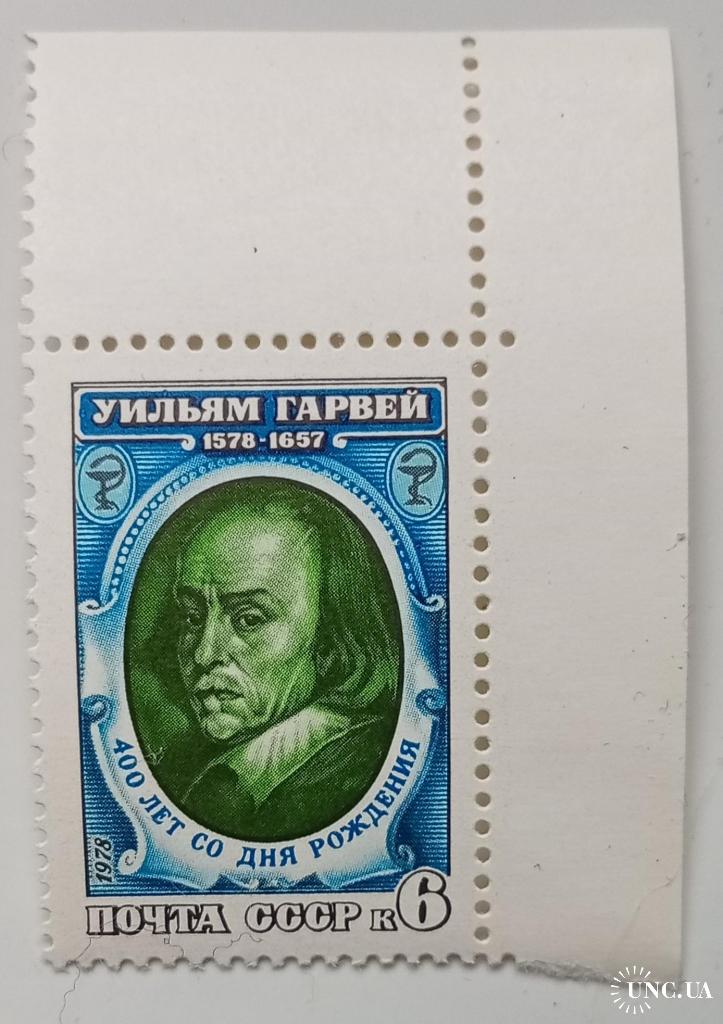 УИЛЬЯМ ГАРВЕЙ
1578-1657
400 ЛЕТ СО ДНЯ РОЖДЕНИЯ
1978
ПОЧТА СССР К6
UNC.UA